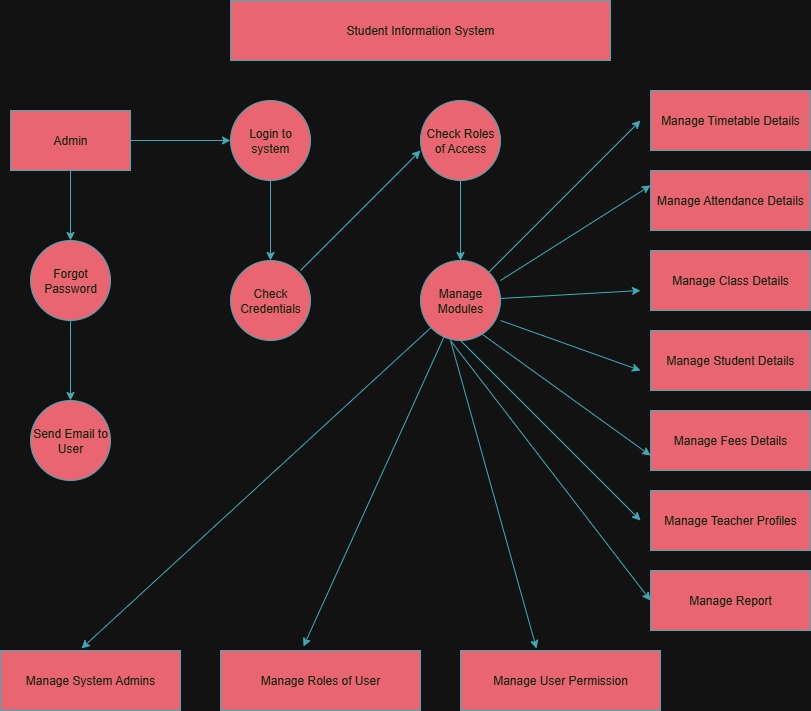 Student Information System
Admin
Login to
system
Check Roles
of Access
Manage Timetable Details
Manage Attendance Details
Forgot
Password
Check
Credentials
Manage
Modules
Manage Class Details
Manage Student Details
Send Email to
User
Manage Fees Details
Manage Teacher Profiles
Manage Report
Manage System Admins
Manage Roles of User
Manage User Permission